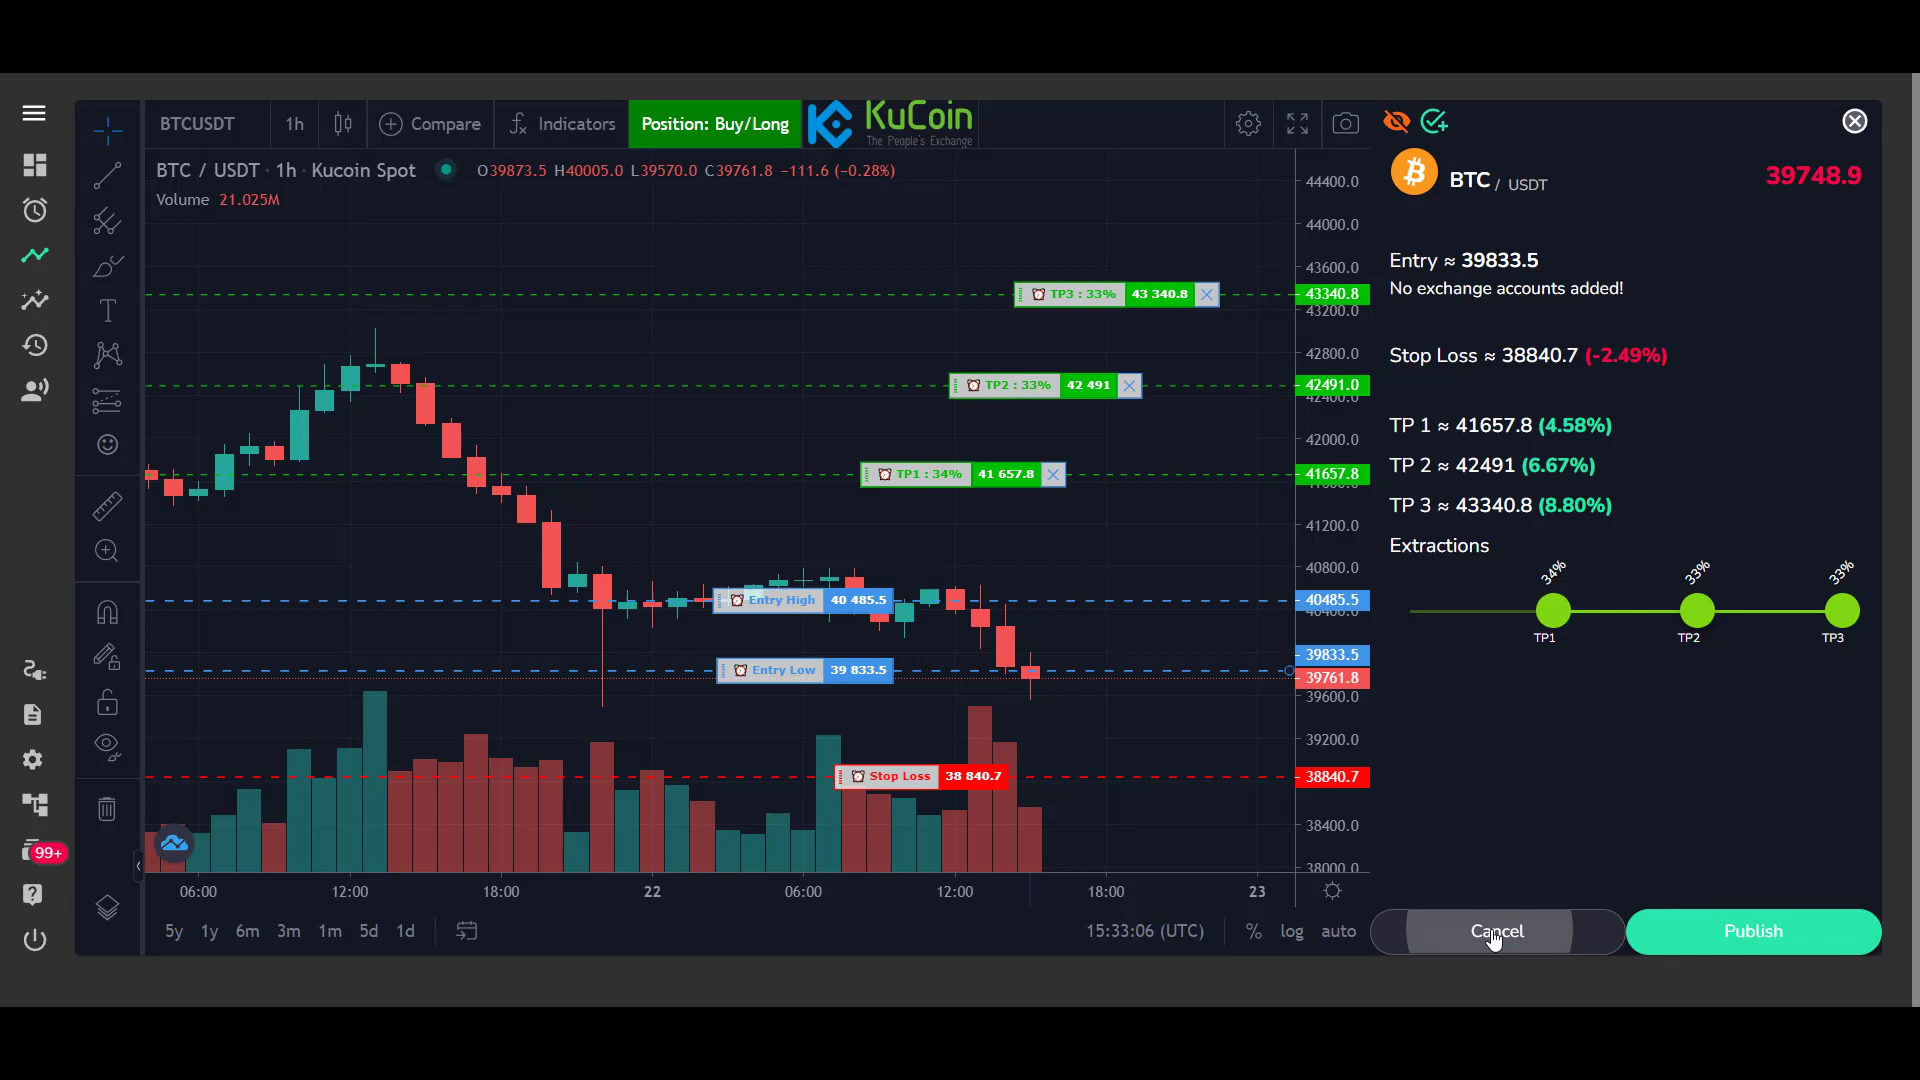 BTCUSDT 1h Compare Indicators Position: Buy/Long KuCoin
The People's Exchange
BTC / USDT · 1h · Kucoin Spot O39873.5 H40005.0 L39570.0 C39761.8 −111.6 (−0.28%)
Volume 21.025M
BTC / USDT 39748.9
Entry ≈ 39833.5
No exchange accounts added!
Stop Loss ≈ 38840.7 (-2.49%)
TP 1 ≈ 41657.8 (4.58%)
TP 2 ≈ 42491 (6.67%)
TP 3 ≈ 43340.8 (8.80%)
Extractions
34% 33% 33%
TP1 TP2 TP3
TP3 : 33% 43 340.8
TP2 : 33% 42 491
TP1 : 34% 41 657.8
Entry High 40 485.5
Entry Low 39 833.5
Stop Loss 38 840.7
44400.0
44000.0
43600.0
43340.8
43200.0
42800.0
42491.0
42400.0
42000.0
41657.8
41200.0
40800.0
40485.5
40400.0
39833.5
39761.8
39600.0
39200.0
38840.7
38400.0
38000.0
99+
06:00 12:00 18:00 22 06:00 12:00 18:00 23
5y 1y 6m 3m 1m 5d 1d 15:33:06 (UTC) % log auto
Cancel Publish